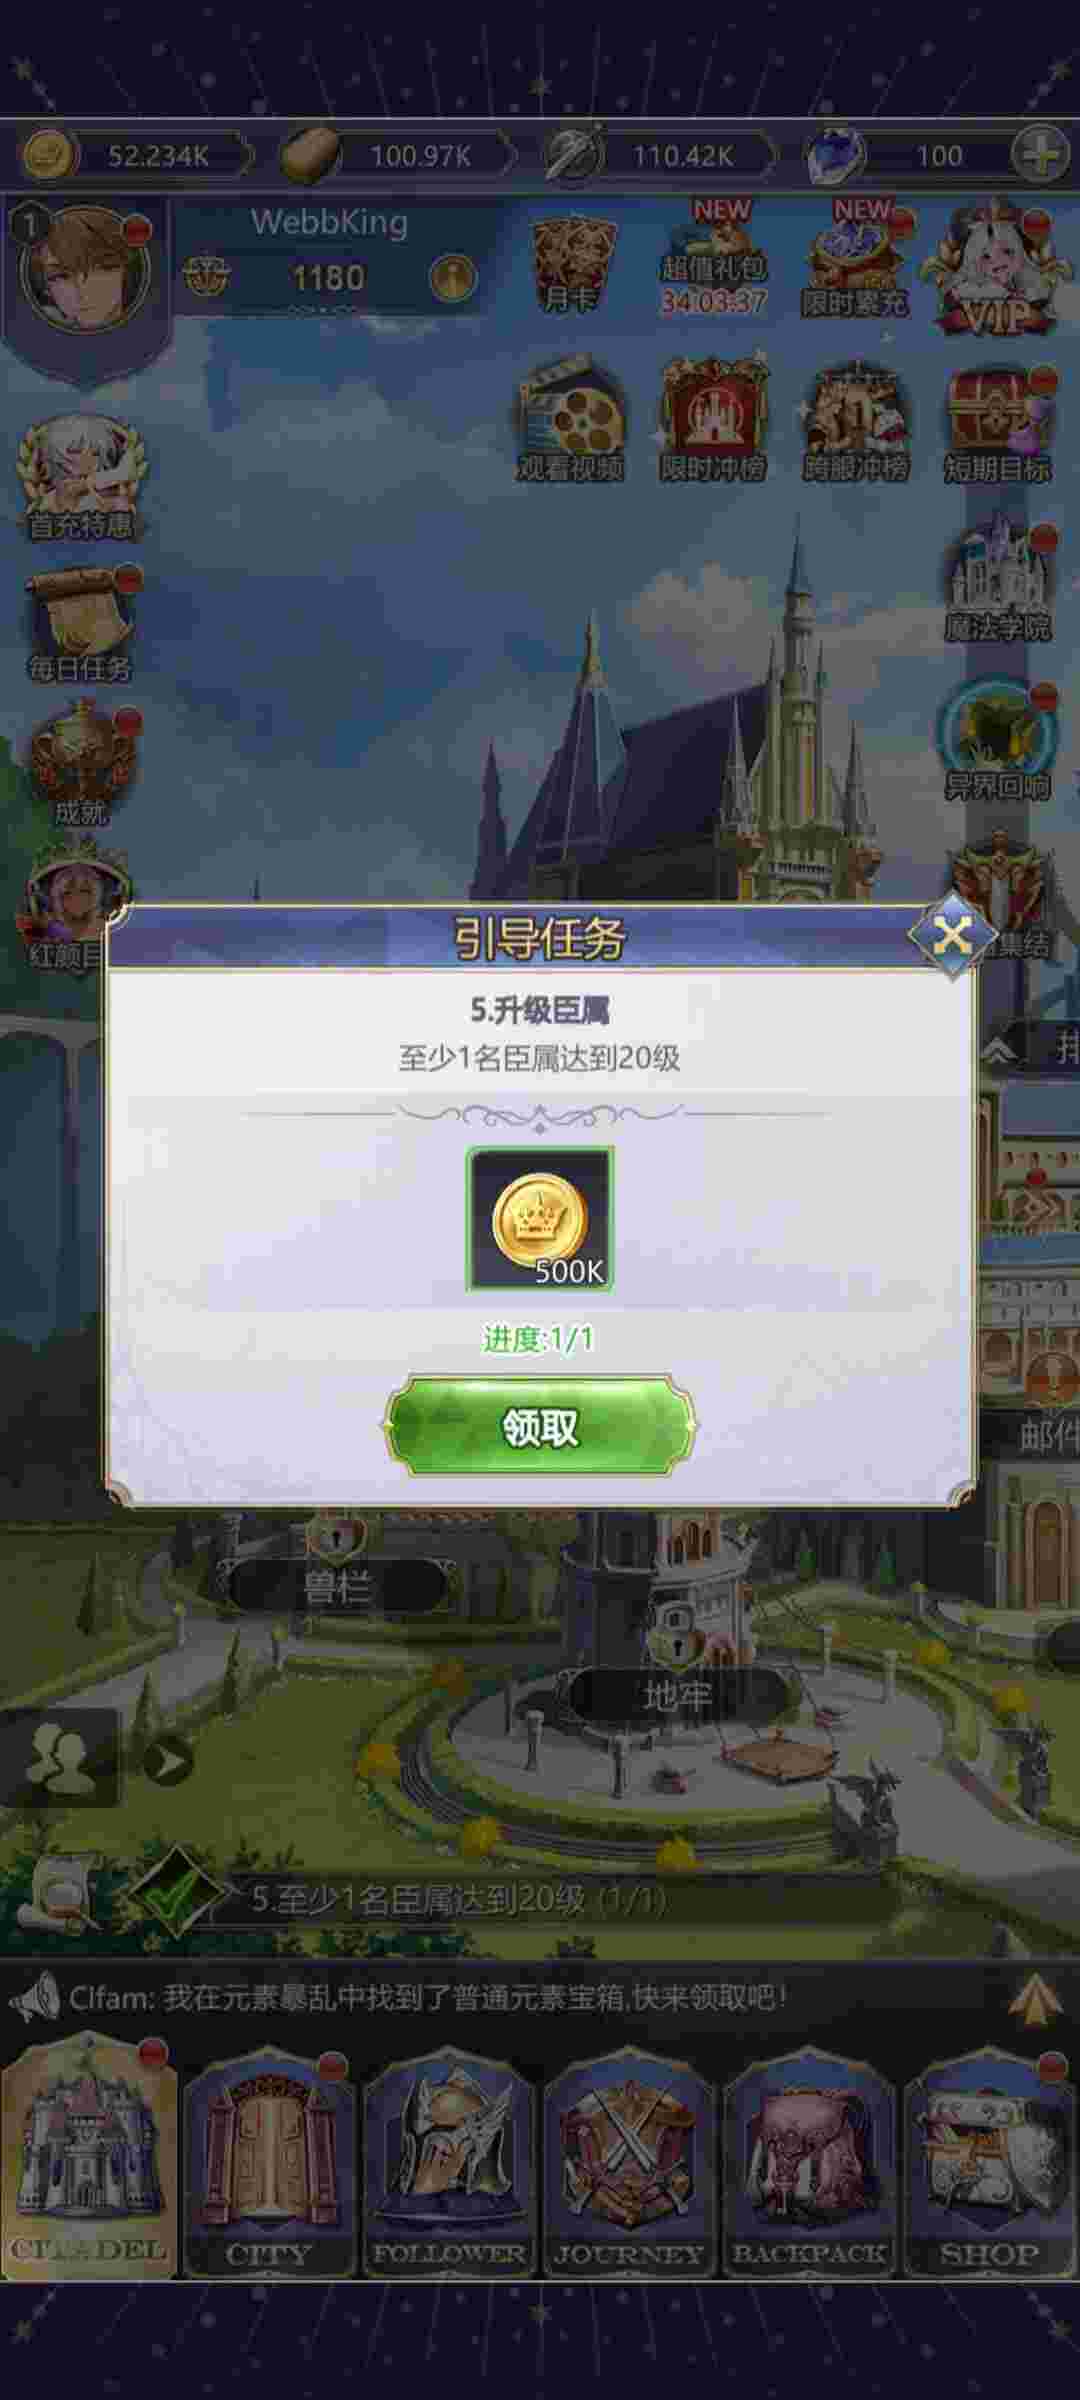 52.234K
100.97K
110.42K
100
1
WebbKing
1180
月卡
NEW
超值礼包
34:03:37
NEW
限时累充
VIP
观看视频
限时冲榜
跨服冲榜
短期目标
首充特惠
魔法学院
每日任务
异界回响
成就
红颜目
集结
引导任务
5.升级臣属
至少1名臣属达到20级
500K
进度:1/1
领取
邮件
兽栏
地牢
5.至少1名臣属达到20级 (1/1)
Clfam: 我在元素暴乱中找到了普通元素宝箱,快来领取吧!
CITADEL
CITY
FOLLOWER
JOURNEY
BACKPACK
SHOP